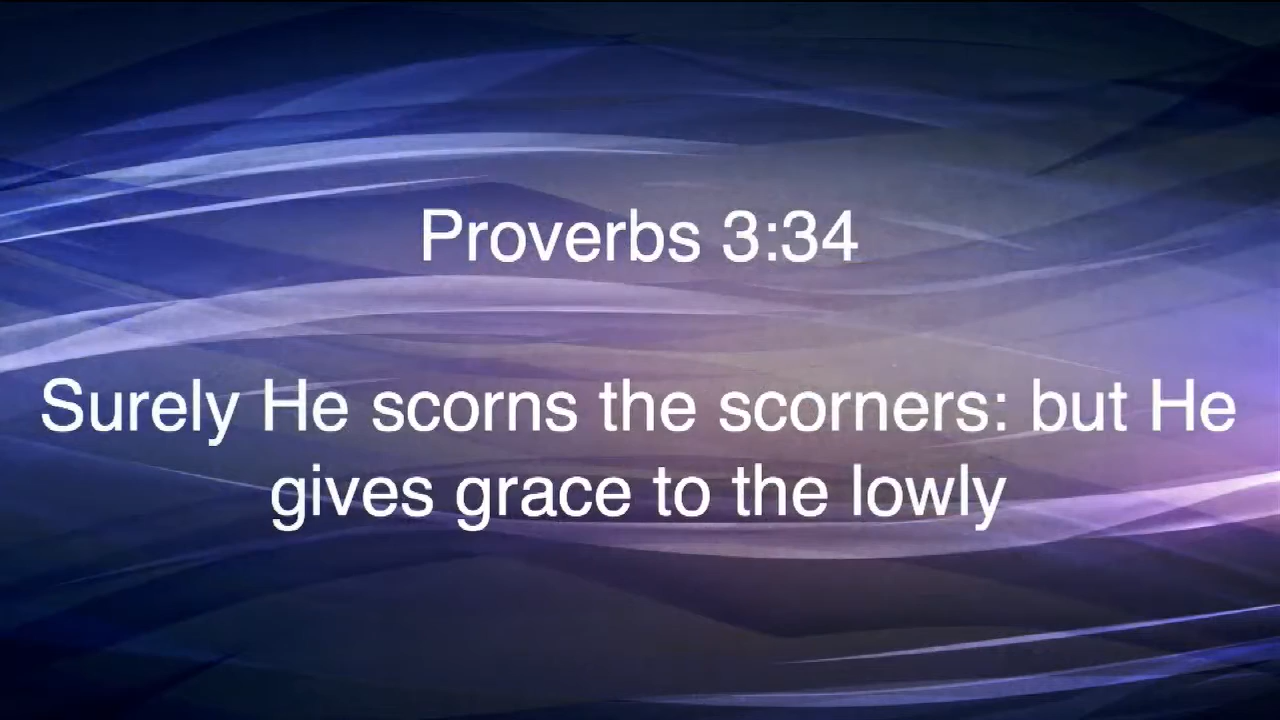 Proverbs 3:34
Surely He scorns the scorners: but He
gives grace to the lowly